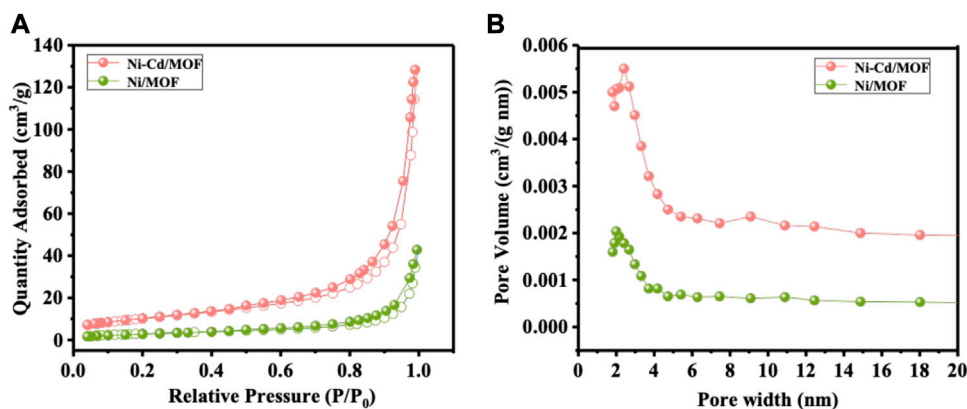 A
Quantity Adsorbed (cm³/g)
140
120
100
80
60
40
20
0
Ni-Cd/MOF
Ni/MOF
0.0 0.2 0.4 0.6 0.8 1.0
Relative Pressure (P/P₀)
B
Pore Volume (cm³/(g nm))
0.006
0.005
0.004
0.003
0.002
0.001
0.000
Ni-Cd/MOF
Ni/MOF
0 2 4 6 8 10 12 14 16 18 20
Pore width (nm)